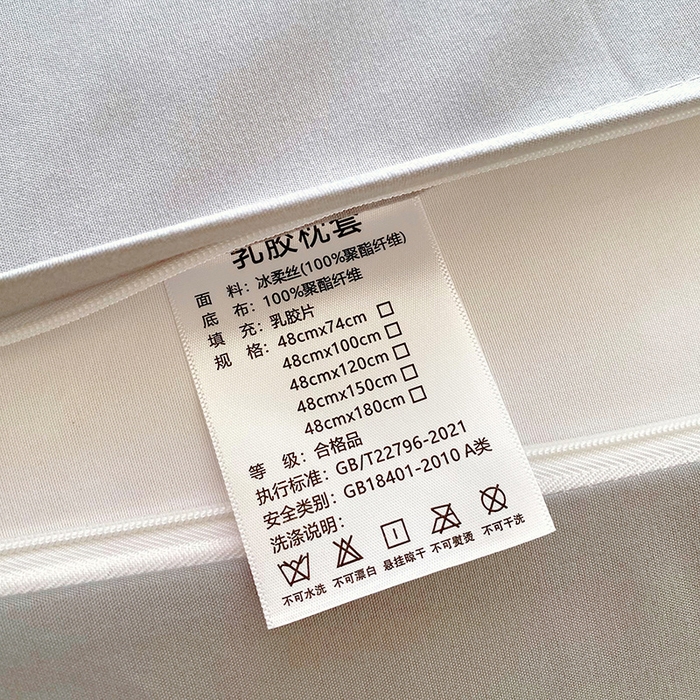 乳胶枕套
面 料：冰柔丝(100%聚酯纤维)
底 布：100%聚酯纤维
填 充：乳胶片
规 格：48cmx74cm □
48cmx100cm □
48cmx120cm □
48cmx150cm □
48cmx180cm □
等 级：合格品
执行标准：GB/T22796-2021
安全类别：GB18401-2010 A类
洗涤说明：
不可水洗 不可漂白 悬挂晾干 不可熨烫 不可干洗